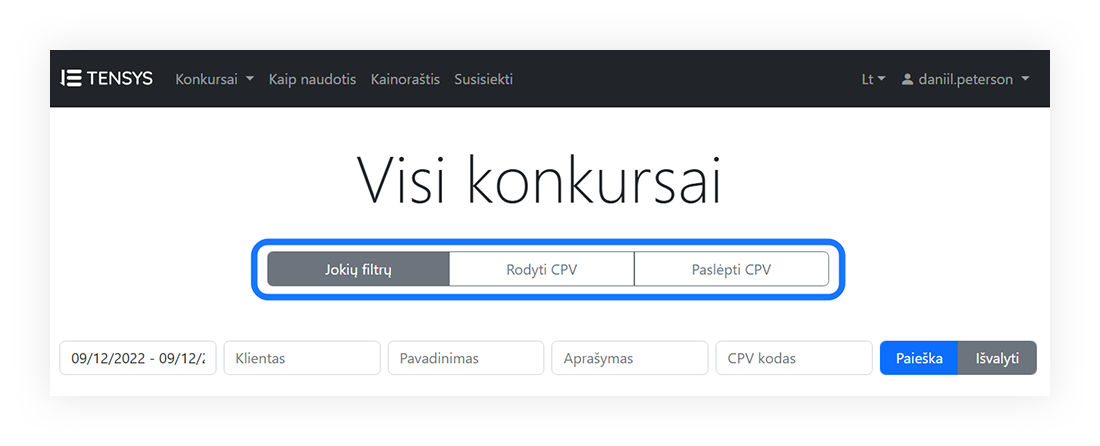 TENSYS Konkursai Kaip naudotis Kainoraštis Susisiekti Lt daniil.peterson
Visi konkursai
Jokių filtrų Rodyti CPV Paslėpti CPV
09/12/2022 - 09/12/2 Klientas Pavadinimas Aprašymas CPV kodas Paieška Išvalyti